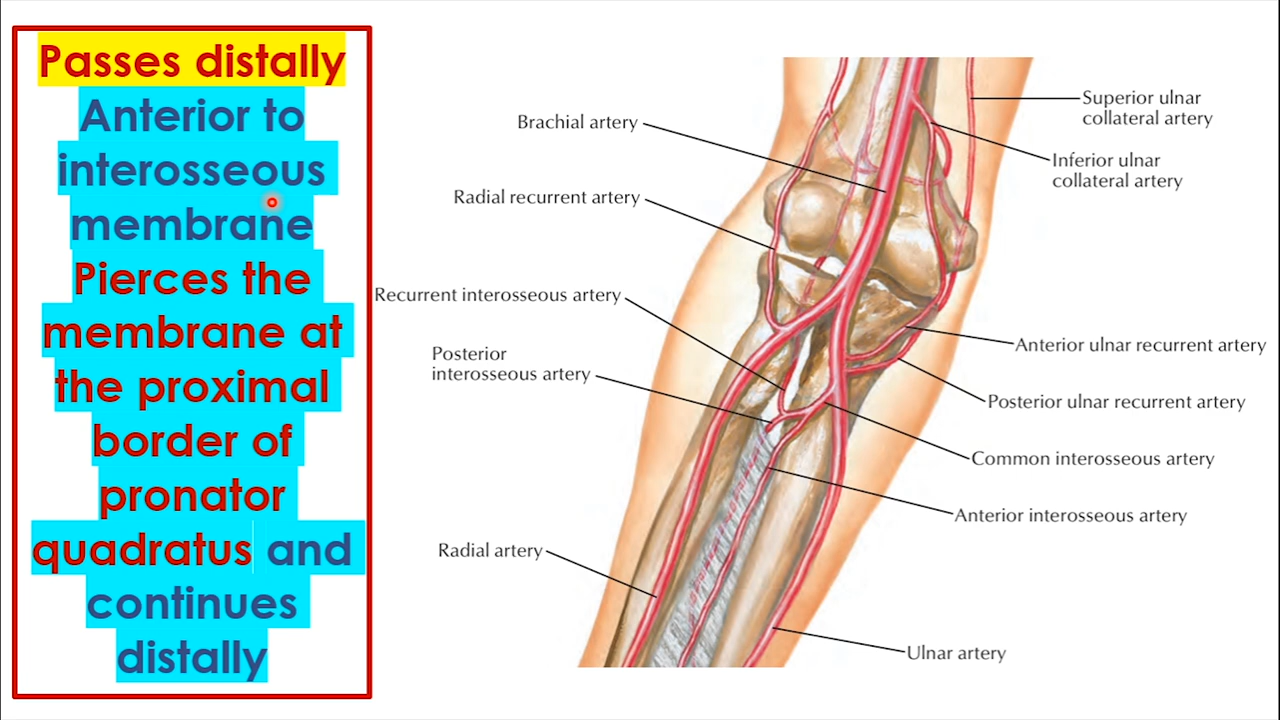 Passes distally
Anterior to
interosseous
membrane
Pierces the
membrane at
the proximal
border of
pronator
quadratus and
continues
distally
Brachial artery
Radial recurrent artery
Recurrent interosseous artery
Posterior
interosseous artery
Radial artery
Superior ulnar
collateral artery
Inferior ulnar
collateral artery
Anterior ulnar recurrent artery
Posterior ulnar recurrent artery
Common interosseous artery
Anterior interosseous artery
Ulnar artery